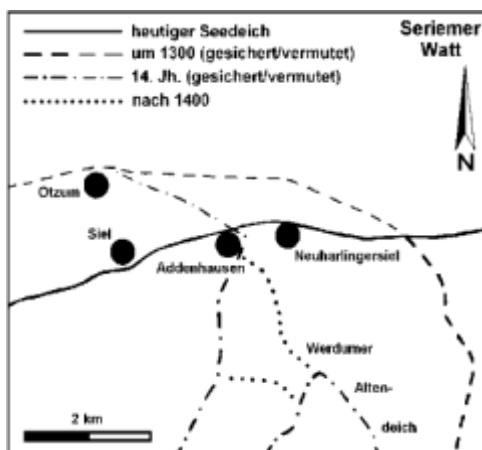 heutiger Seedeich
um 1300 (gesichert/vermutet)
14. Jh. (gesichert/vermutet)
nach 1400
Seriemer
Watt
N
Otzum
Siel
Addenhausen
Neuharlingersiel
Werdumer
Alten-
deich
2 km